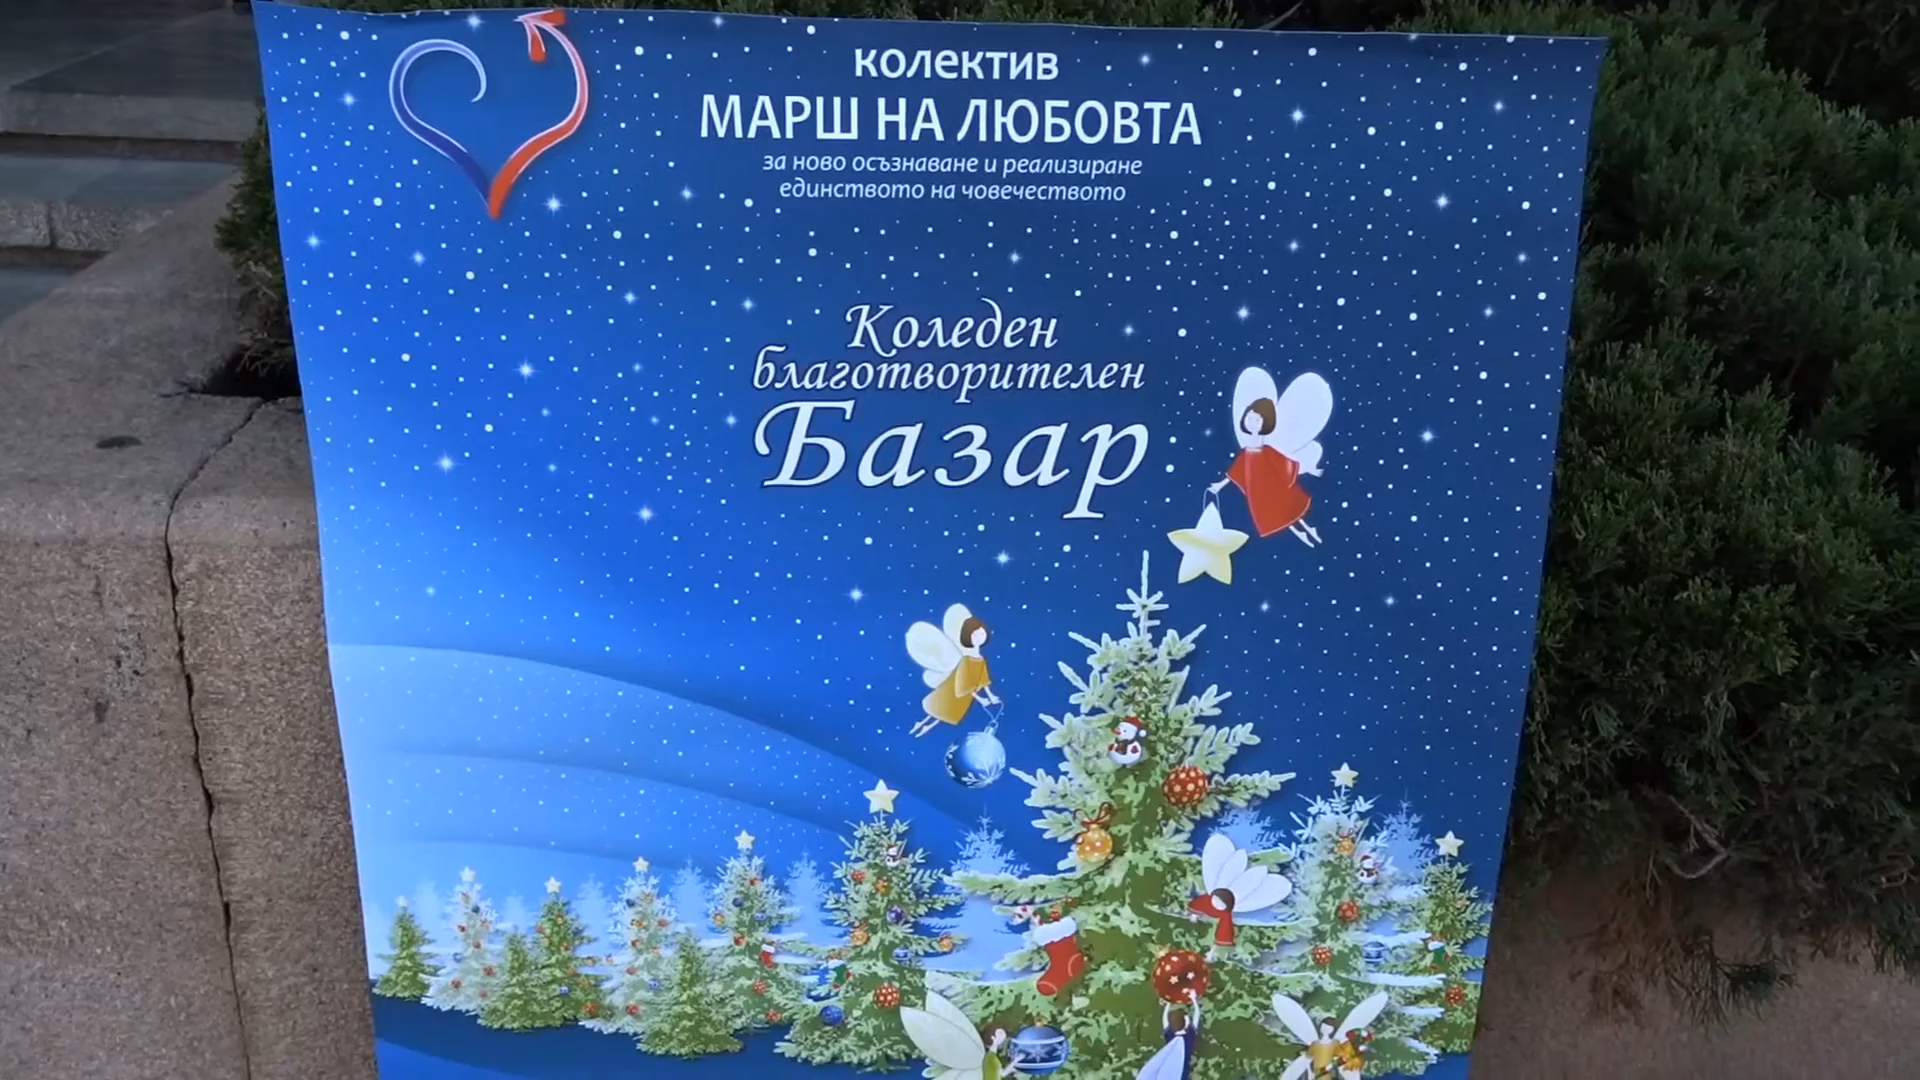 колектив
МАРШ НА ЛЮБОВТА
за ново осъзнаване и реализиране
единството на човечеството
Коледен
благотворителен
Базар